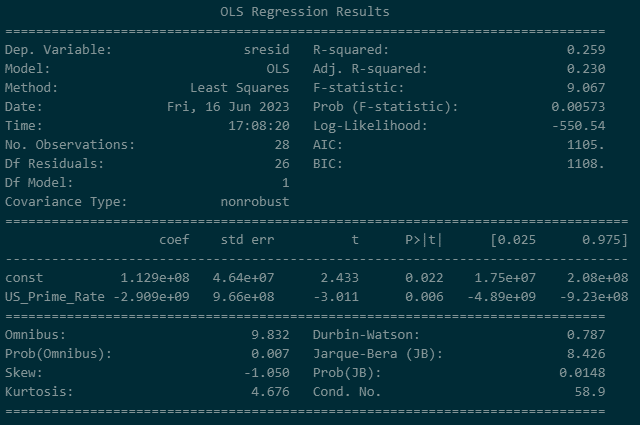 OLS Regression Results
==============================================================================
Dep. Variable: sresid R-squared: 0.259
Model: OLS Adj. R-squared: 0.230
Method: Least Squares F-statistic: 9.067
Date: Fri, 16 Jun 2023 Prob (F-statistic): 0.00573
Time: 17:08:20 Log-Likelihood: -550.54
No. Observations: 28 AIC: 1105.
Df Residuals: 26 BIC: 1108.
Df Model: 1
Covariance Type: nonrobust
=================================================================================
coef std err t P>|t| [0.025 0.975]
---------------------------------------------------------------------------------
const 1.129e+08 4.64e+07 2.433 0.022 1.75e+07 2.08e+08
US_Prime_Rate -2.909e+09 9.66e+08 -3.011 0.006 -4.89e+09 -9.23e+08
==============================================================================
Omnibus: 9.832 Durbin-Watson: 0.787
Prob(Omnibus): 0.007 Jarque-Bera (JB): 8.426
Skew: -1.050 Prob(JB): 0.0148
Kurtosis: 4.676 Cond. No. 58.9
==============================================================================